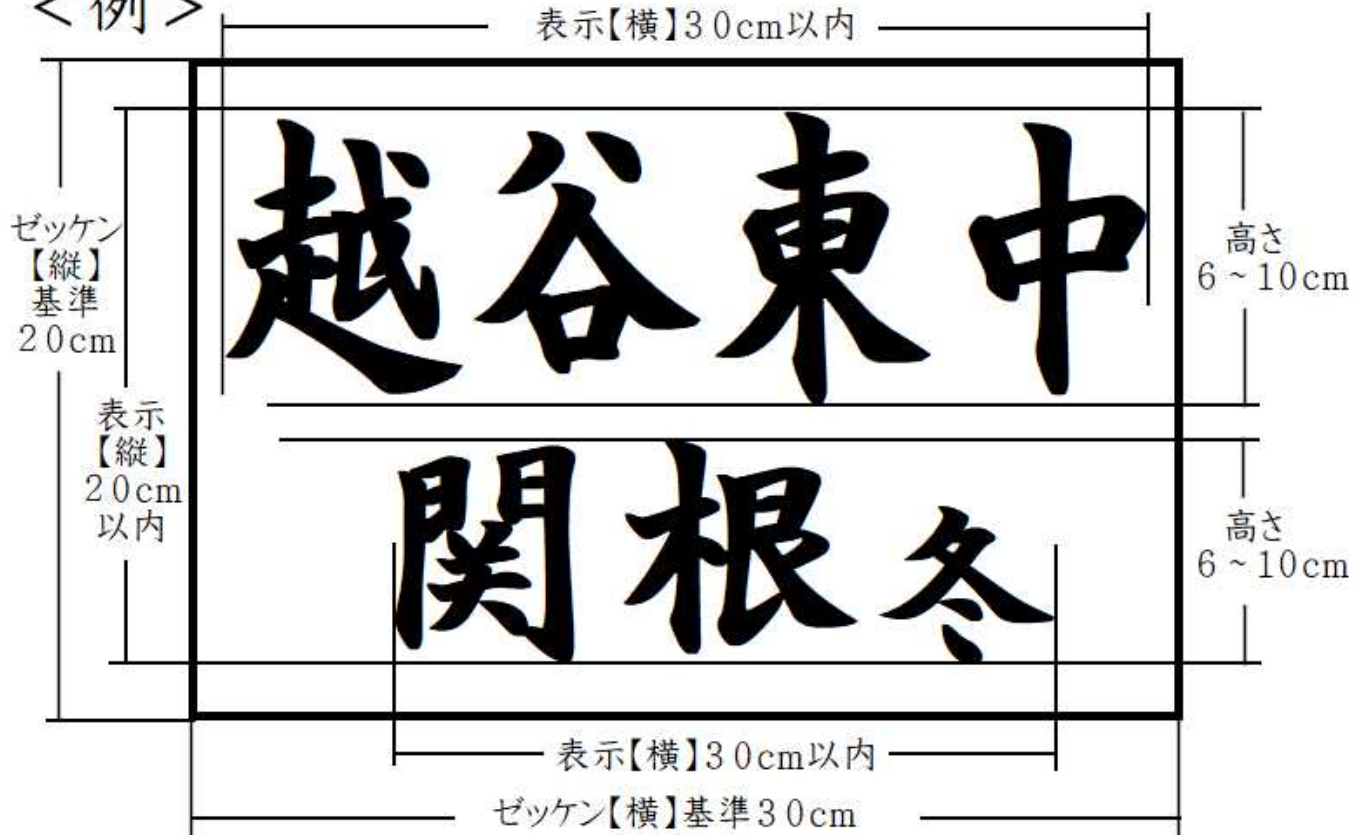 <例>
表示【横】30cm以内
越谷東中
ゼッケン
【縦】
基準
20cm
高さ
6~10cm
表示
【縦】
20cm
以内
関根冬
高さ
6~10cm
表示【横】30cm以内
ゼッケン【横】基準30cm